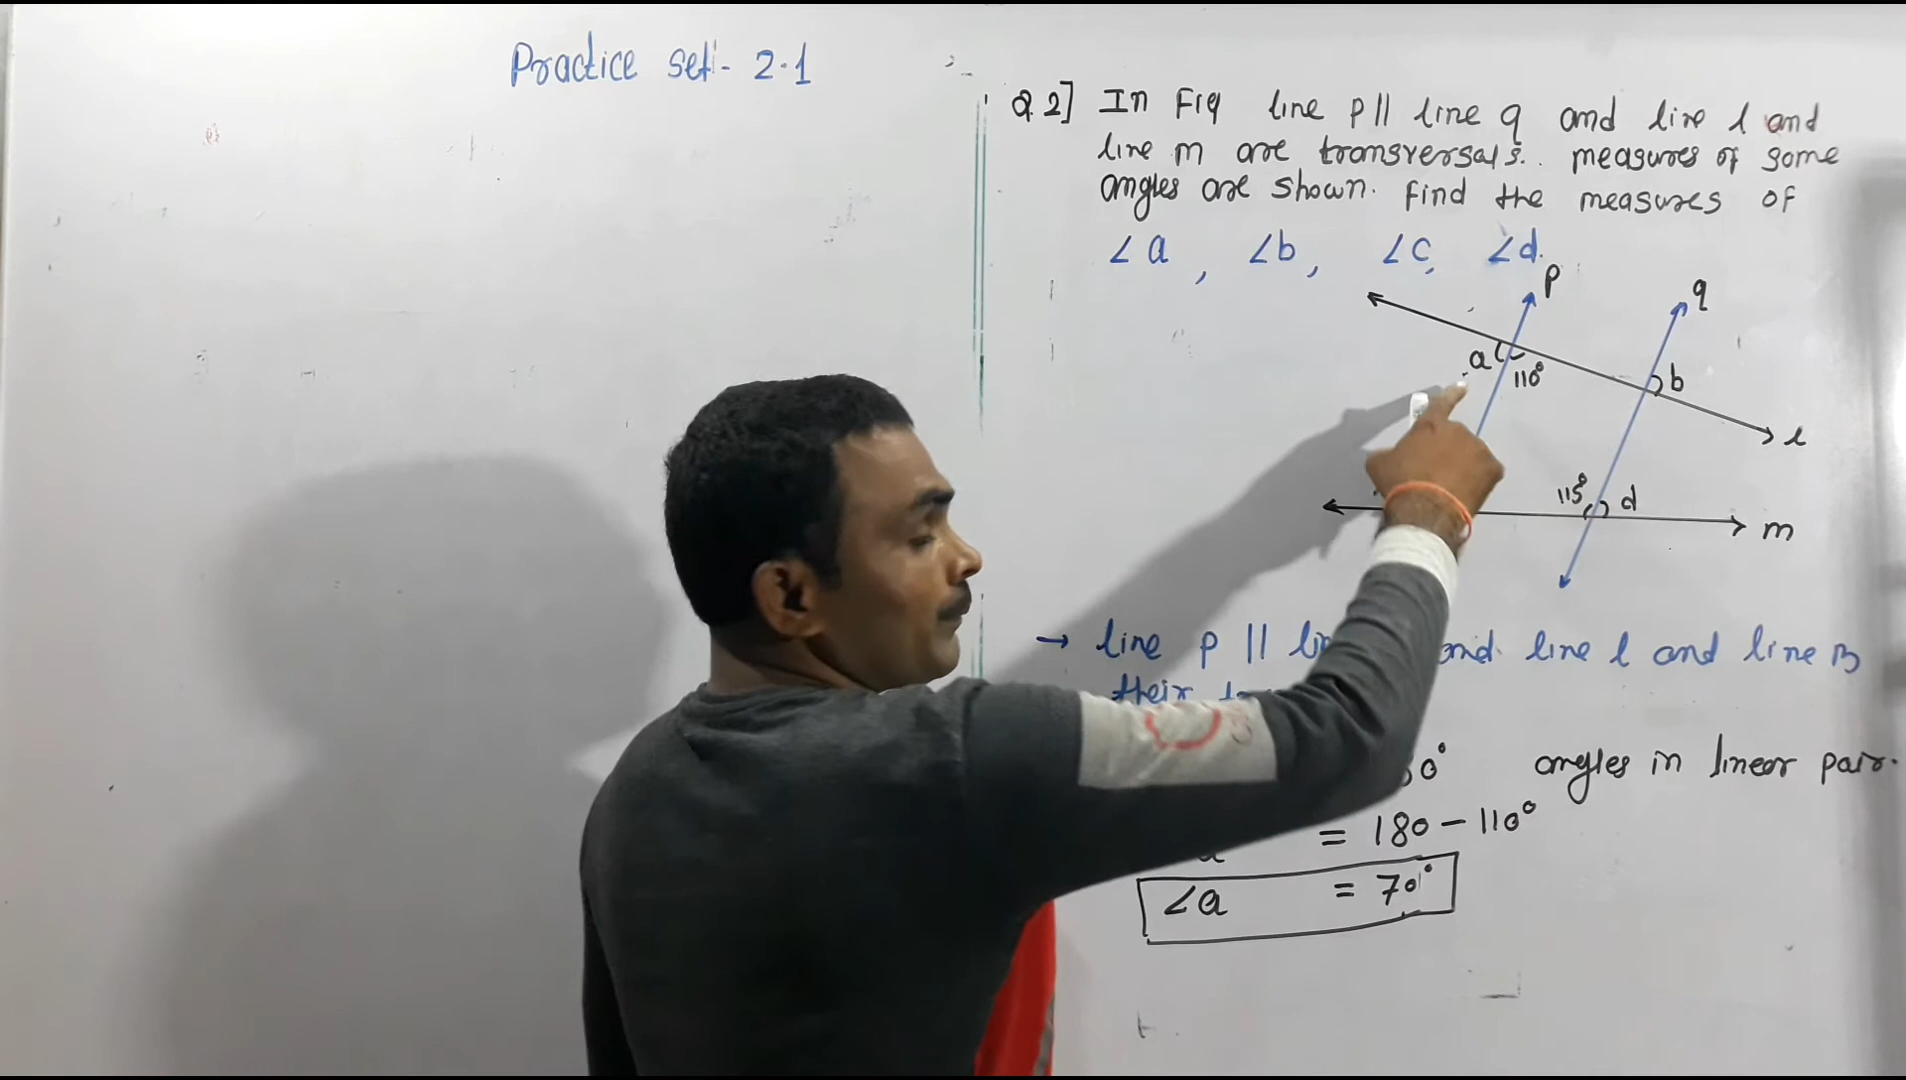 Practice set:- 2.1
Q.2] In Fig line p || line q and line l and
line m are transversals. measures of some
angles are shown. Find the measures of
∠a , ∠b, ∠c, ∠d.
p
q
a
110°
b
l
115°
d
m
→ line p || and line l and line m
their
0° angles in linear pair.
= 180 - 110°
∠a = 70°